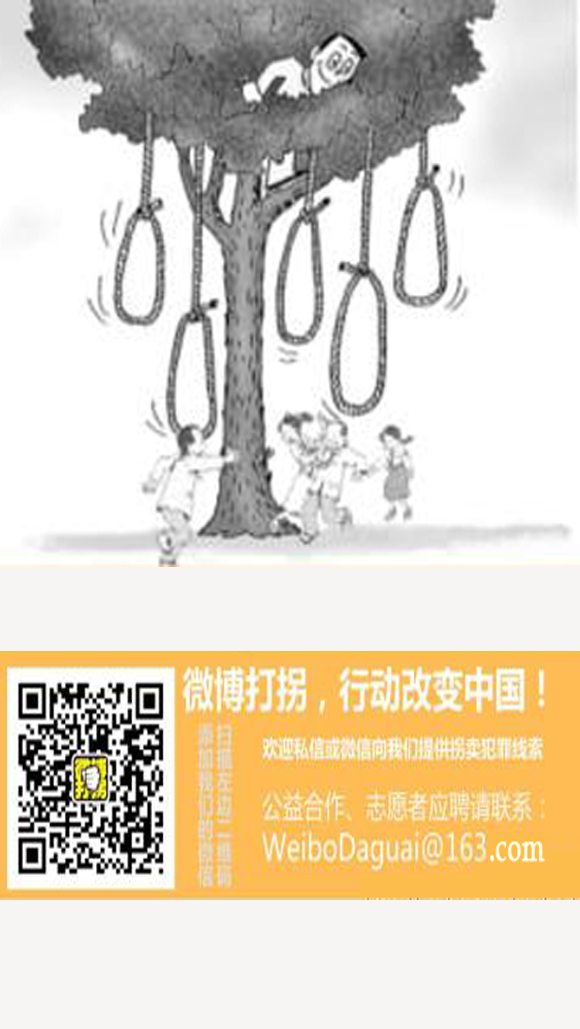 微博打拐，行动改变中国！
欢迎私信或微信向我们提供拐卖犯罪线索
公益合作、志愿者应聘请联系：
WeiboDaguai@163.com
扫描左边二维码
添加我们的微信
打拐